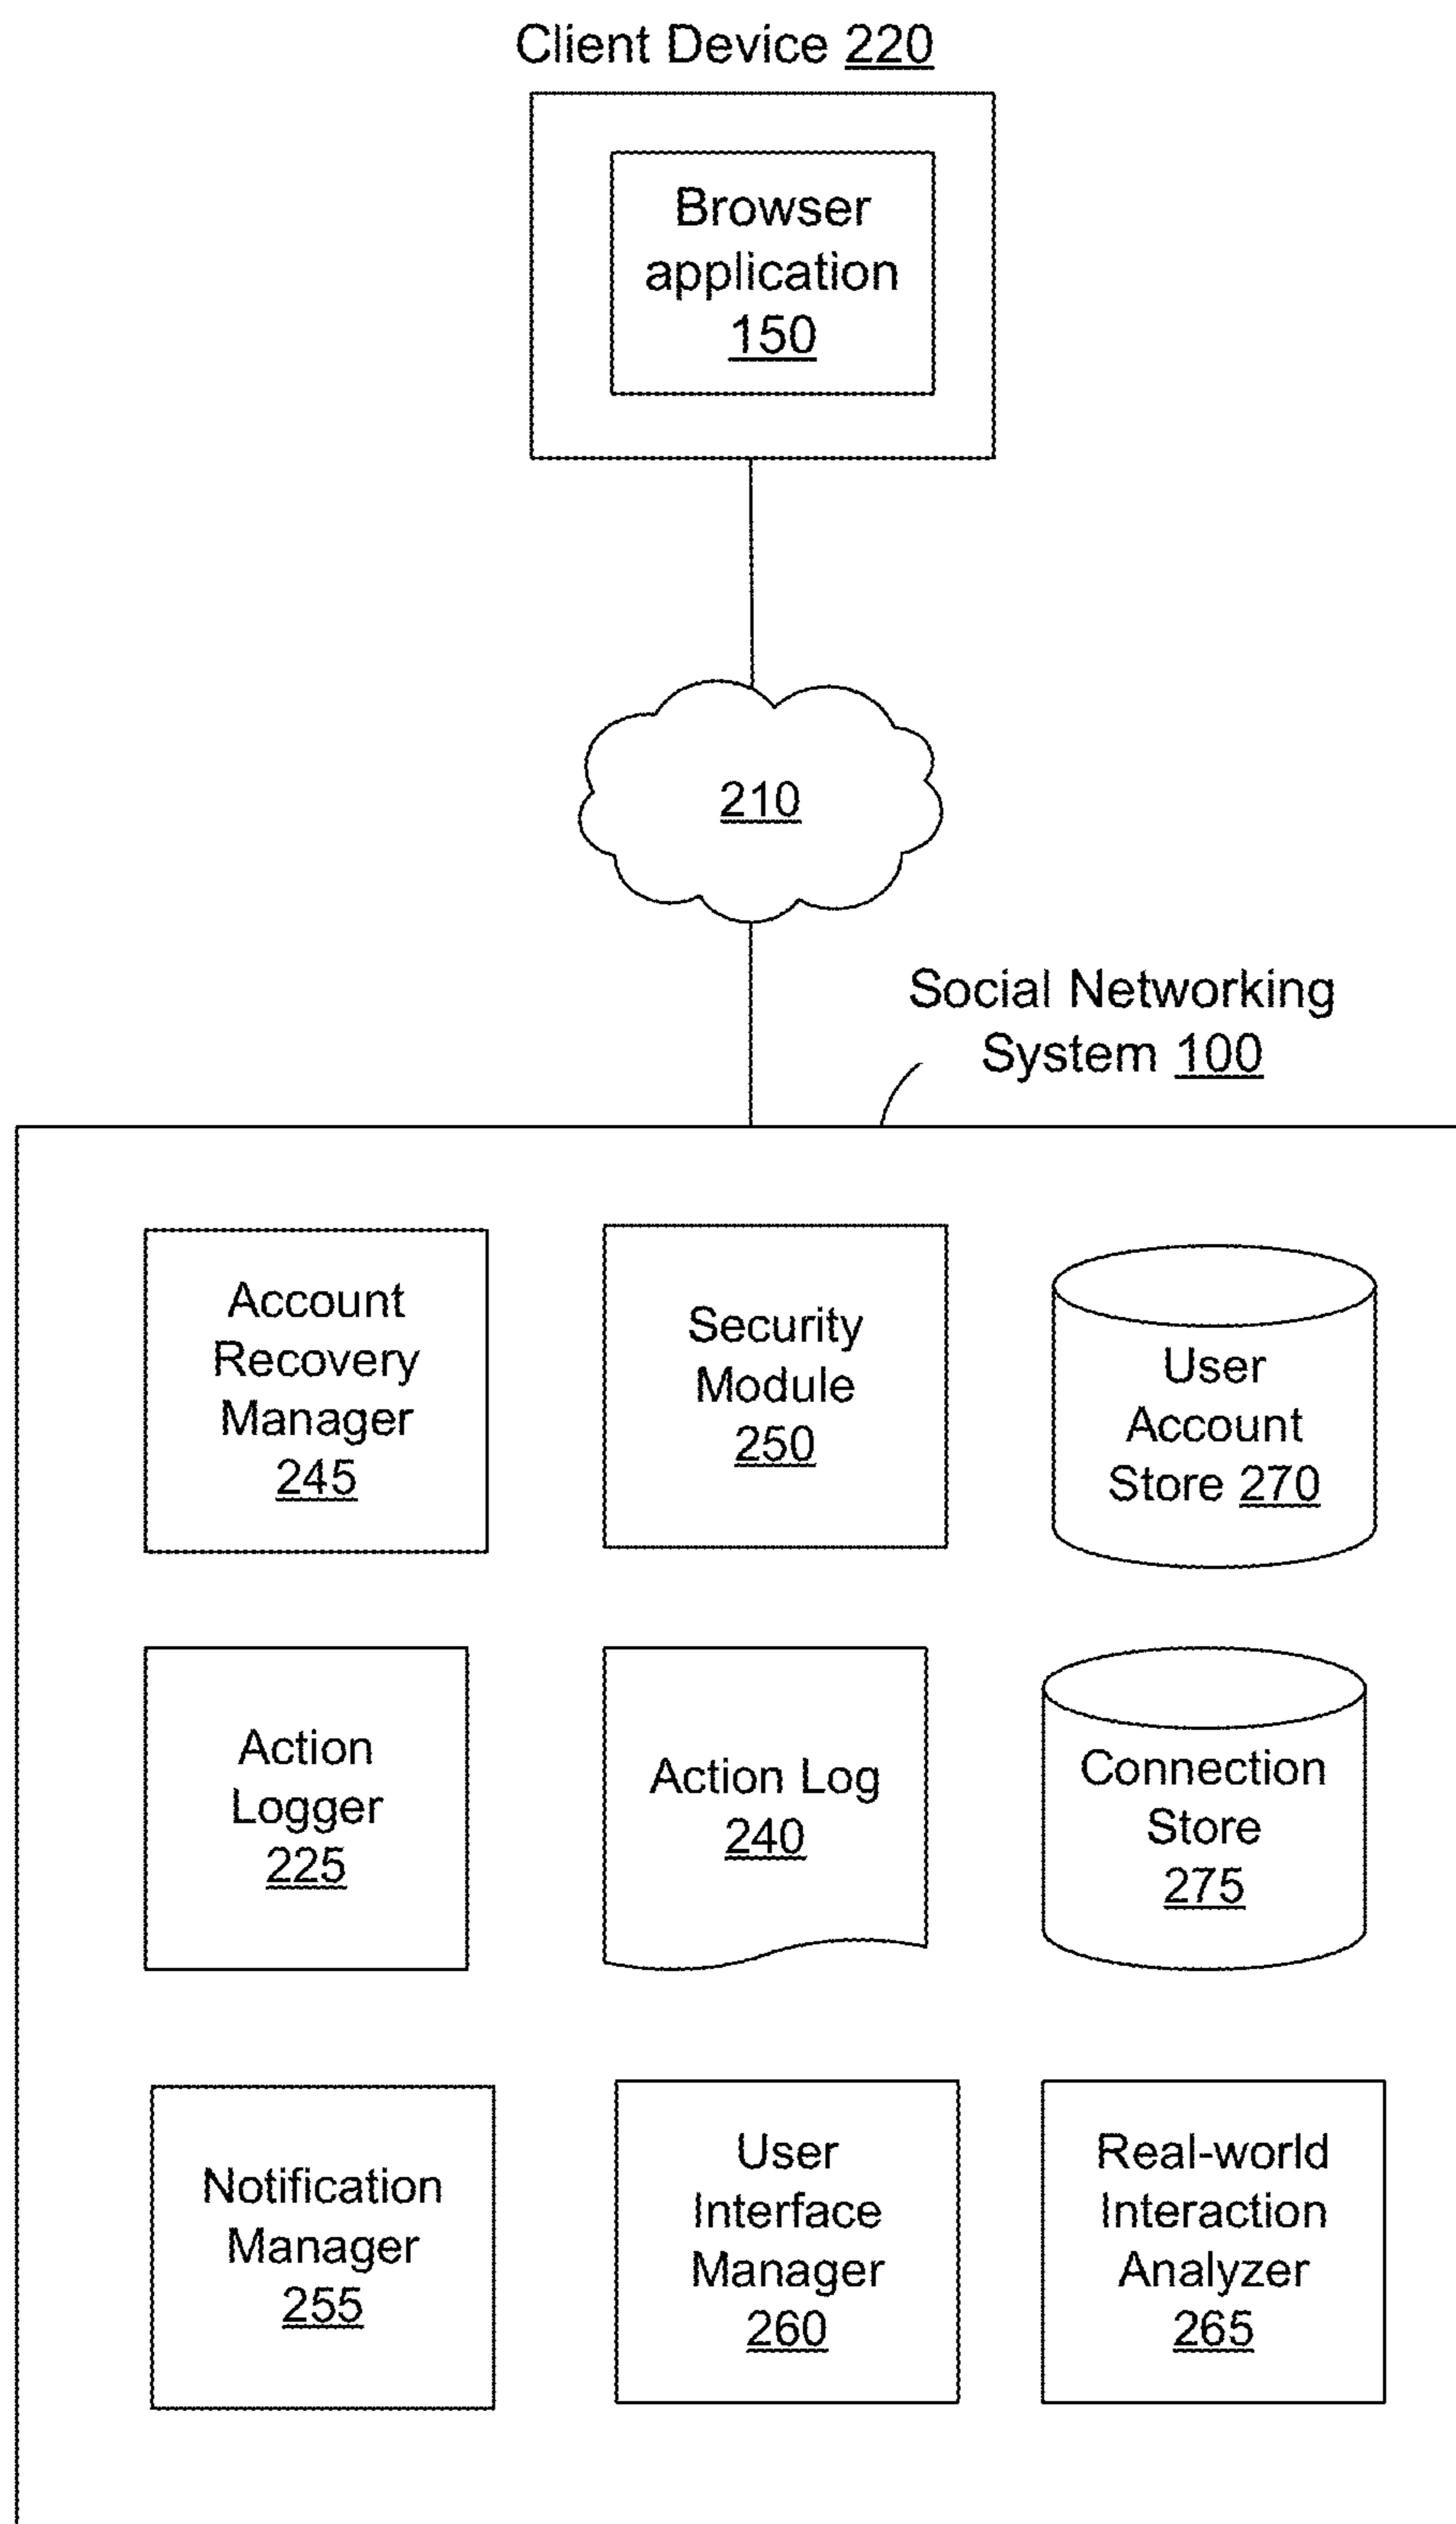 Client Device 220
Browser
application
150
210
Social Networking
System 100
Account
Recovery
Manager
245
Security
Module
250
User
Account
Store 270
Action
Logger
225
Action Log
240
Connection
Store
275
Notification
Manager
255
User
Interface
Manager
260
Real-world
Interaction
Analyzer
265